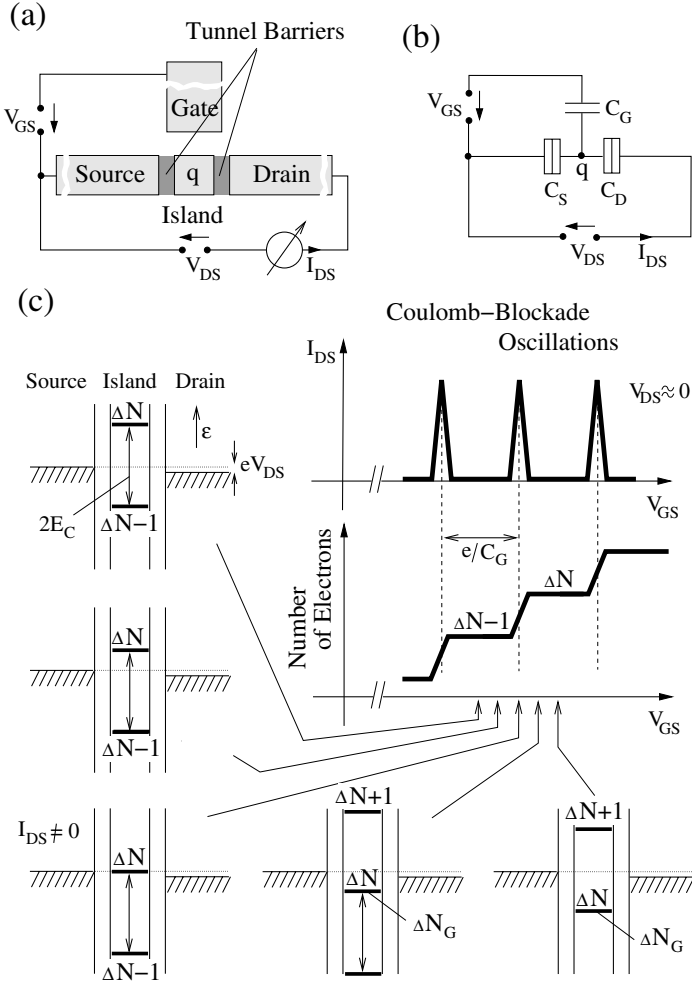 (a)
Tunnel Barriers
Gate
V_GS
Source
q
Drain
Island
V_DS
I_DS
(b)
V_GS
C_G
q
C_S
C_D
V_DS
I_DS
(c)
Coulomb–Blockade
Oscillations
I_DS
V_DS≈0
V_GS
Source
Island
Drain
ΔN
ε
eV_DS
2E_C
ΔN−1
e/C_G
Number
of Electrons
ΔN
ΔN−1
V_GS
ΔN
ΔN−1
I_DS≠0
ΔN
ΔN−1
ΔN+1
ΔN
ΔN_G
ΔN+1
ΔN
ΔN_G